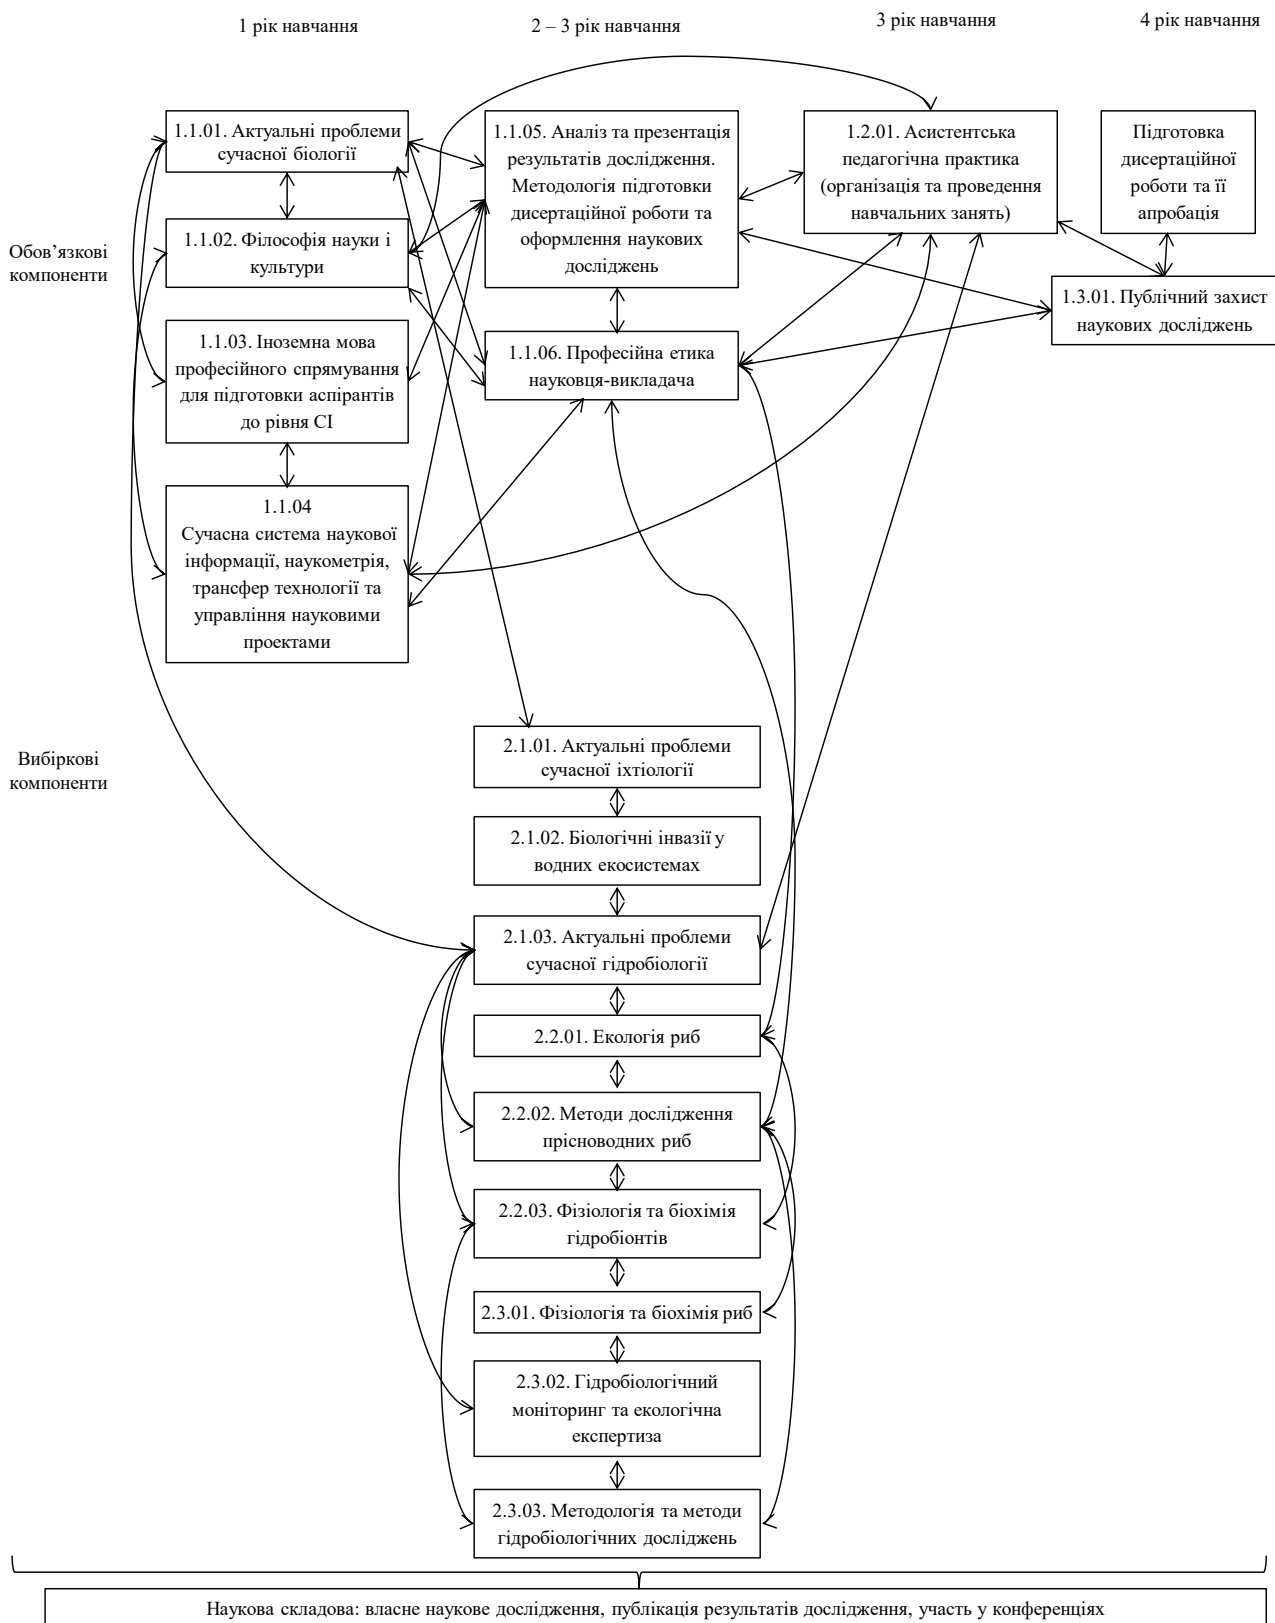 1 рік навчання
2 – 3 рік навчання
3 рік навчання
4 рік навчання
Обов’язкові
компоненти
1.1.01. Актуальні проблеми
сучасної біології
1.1.02. Філософія науки і
культури
1.1.03. Іноземна мова
професійного спрямування
для підготовки аспірантів
до рівня CI
1.1.04
Сучасна система наукової
інформації, наукометрія,
трансфер технології та
управління науковими
проектами
1.1.05. Аналіз та презентація
результатів дослідження.
Методологія підготовки
дисертаційної роботи та
оформлення наукових
досліджень
1.1.06. Професійна етика
науковця-викладача
1.2.01. Асистентська
педагогічна практика
(організація та проведення
навчальних занять)
Підготовка
дисертаційної
роботи та її
апробація
1.3.01. Публічний захист
наукових досліджень
Вибіркові
компоненти
2.1.01. Актуальні проблеми
сучасної іхтіології
2.1.02. Біологічні інвазії у
водних екосистемах
2.1.03. Актуальні проблеми
сучасної гідробіології
2.2.01. Екологія риб
2.2.02. Методи дослідження
прісноводних риб
2.2.03. Фізіологія та біохімія
гідробіонтів
2.3.01. Фізіологія та біохімія риб
2.3.02. Гідробіологічний
моніторинг та екологічна
експертиза
2.3.03. Методологія та методи
гідробіологічних досліджень
Наукова складова: власне наукове дослідження, публікація результатів дослідження, участь у конференціях